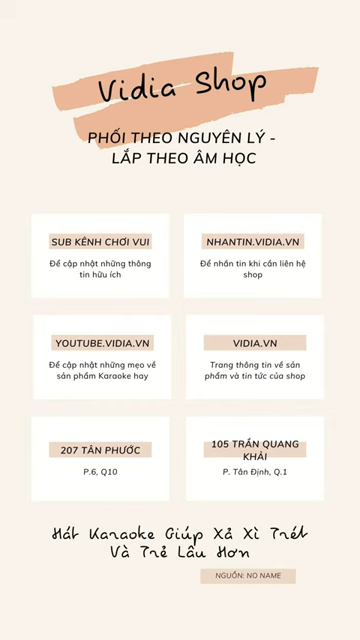 Vidia Shop
PHỐI THEO NGUYÊN LÝ -
LẮP THEO ÂM HỌC
SUB KÊNH CHƠI VUI
Để cập nhật những thông
tin hữu ích
NHANTIN.VIDIA.VN
Để nhắn tin khi cần liên hệ
shop
YOUTUBE.VIDIA.VN
Để cập nhật những mẹo về
sản phẩm Karaoke hay
VIDIA.VN
Trang thông tin về sản
phẩm và tin tức của shop
207 TÂN PHƯỚC
P.6, Q10
105 TRẦN QUANG
KHẢI
P. Tân Định, Q.1
Hát Karaoke Giúp Xả Xì Trét
Và Trẻ Lâu Hơn
NGUỒN: NO NAME